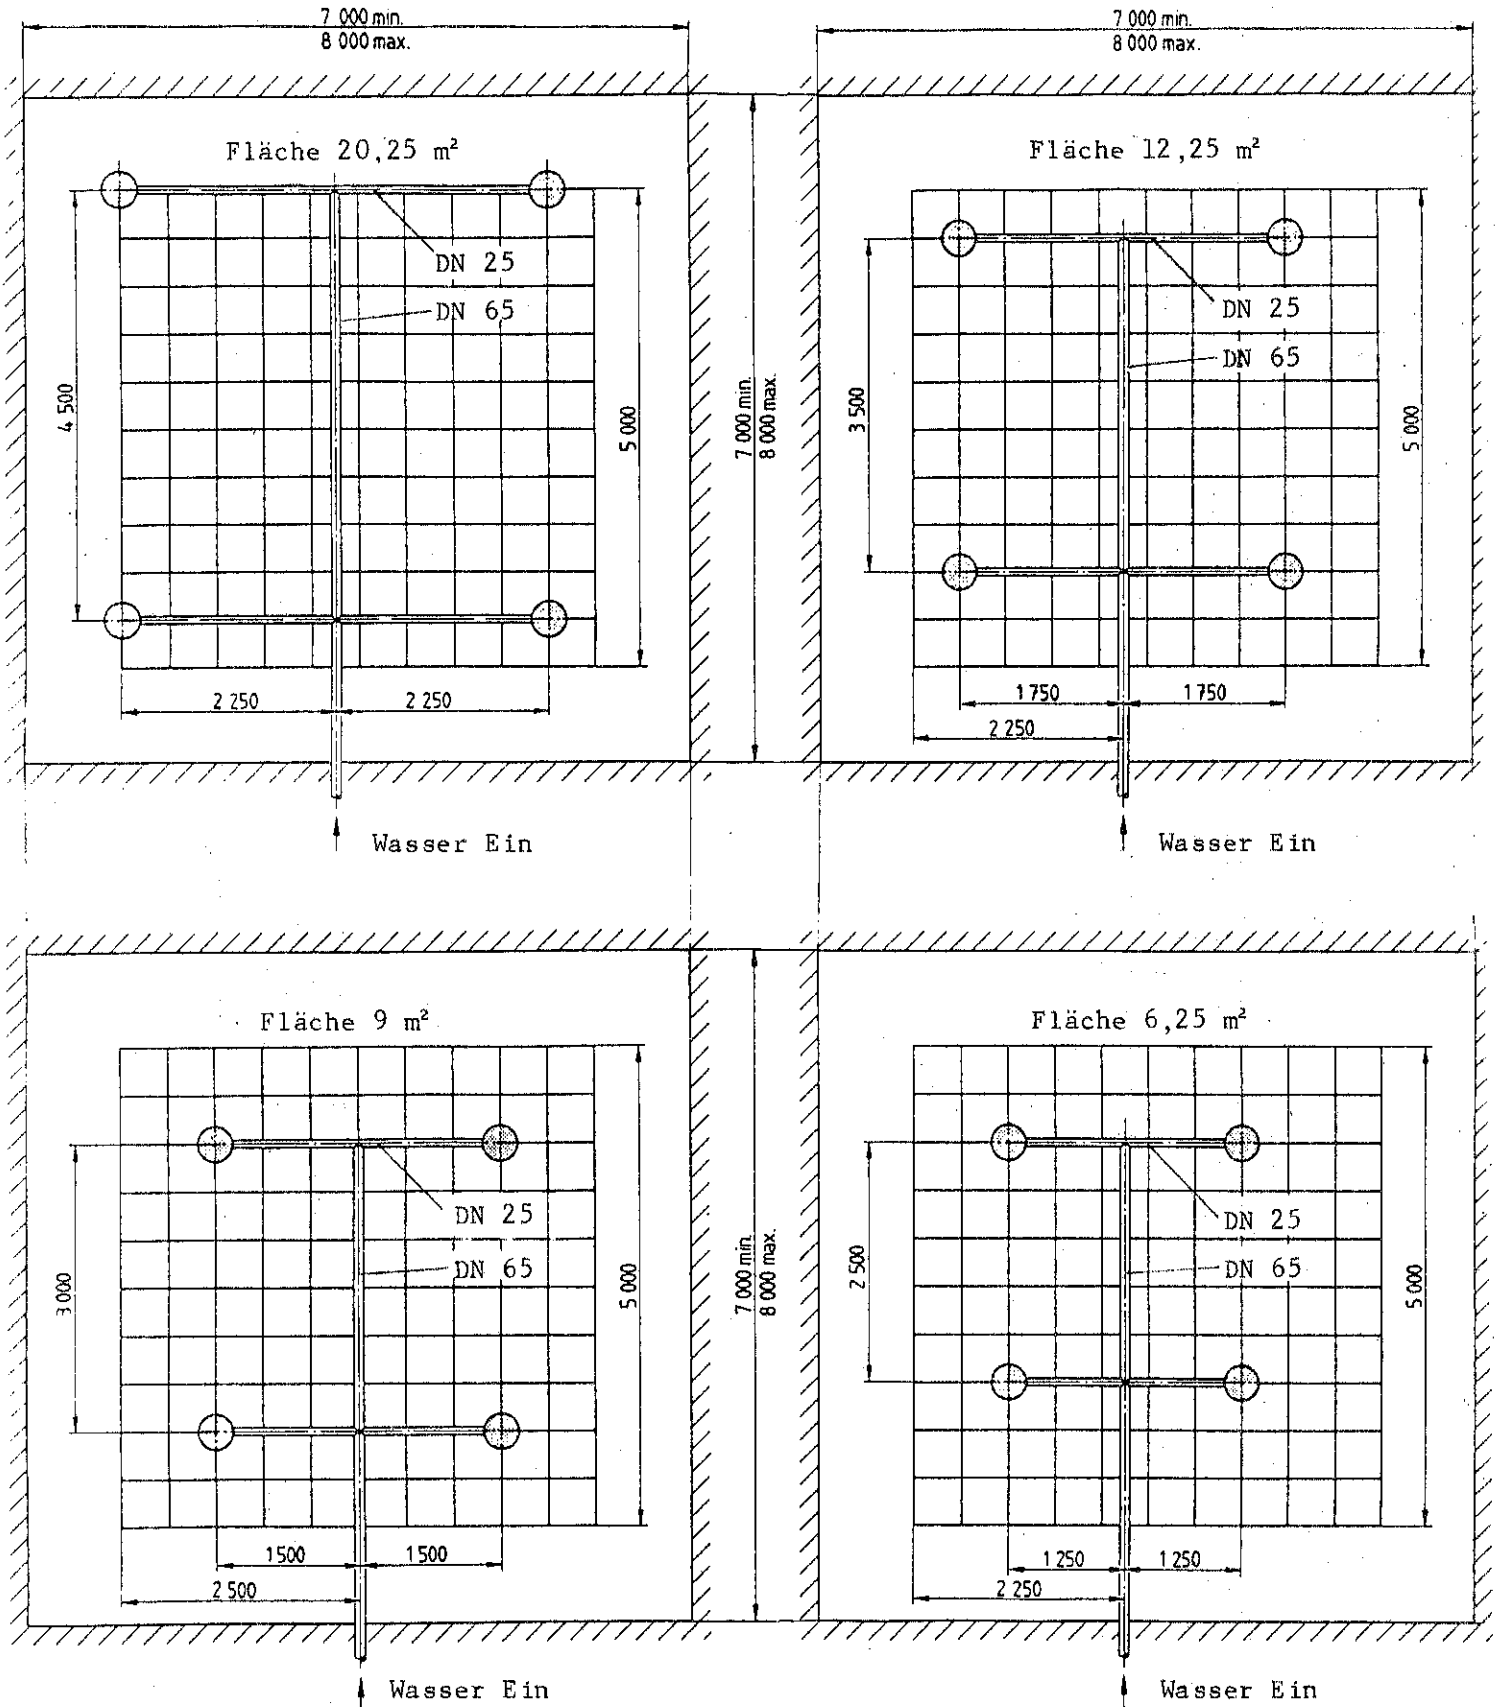 7 000 min.
8 000 max.
7 000 min.
8 000 max.
Fläche 20,25 m²
DN 25
DN 65
4 500
5 000
2 250
2 250
Wasser Ein
7 000 min.
8 000 max.
Fläche 12,25 m²
DN 25
DN 65
3 500
5 000
1 750
1 750
2 250
Wasser Ein
Fläche 9 m²
DN 25
DN 65
3 000
5 000
1 500
1 500
2 500
Wasser Ein
7 000 min.
8 000 max.
Fläche 6,25 m²
DN 25
DN 65
2 500
5 000
1 250
1 250
2 250
Wasser Ein